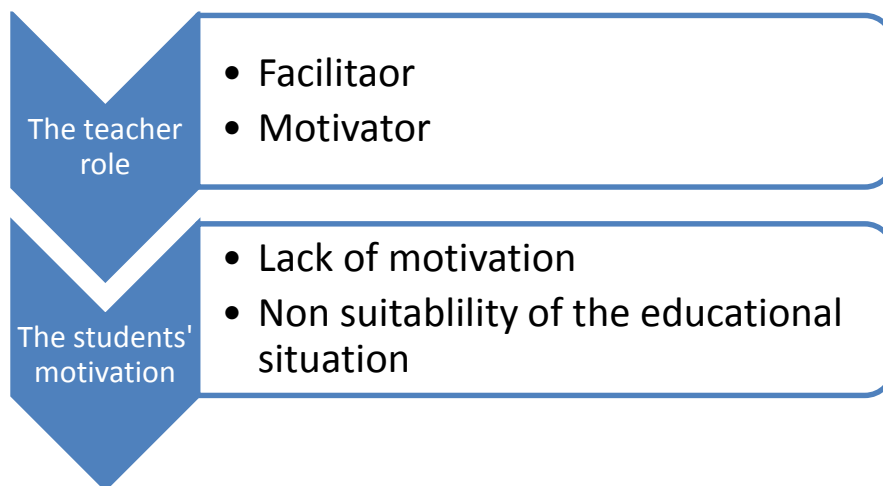 The teacher
role
• Facilitaor
• Motivator
The students'
motivation
• Lack of motivation
• Non suitablility of the educational
situation